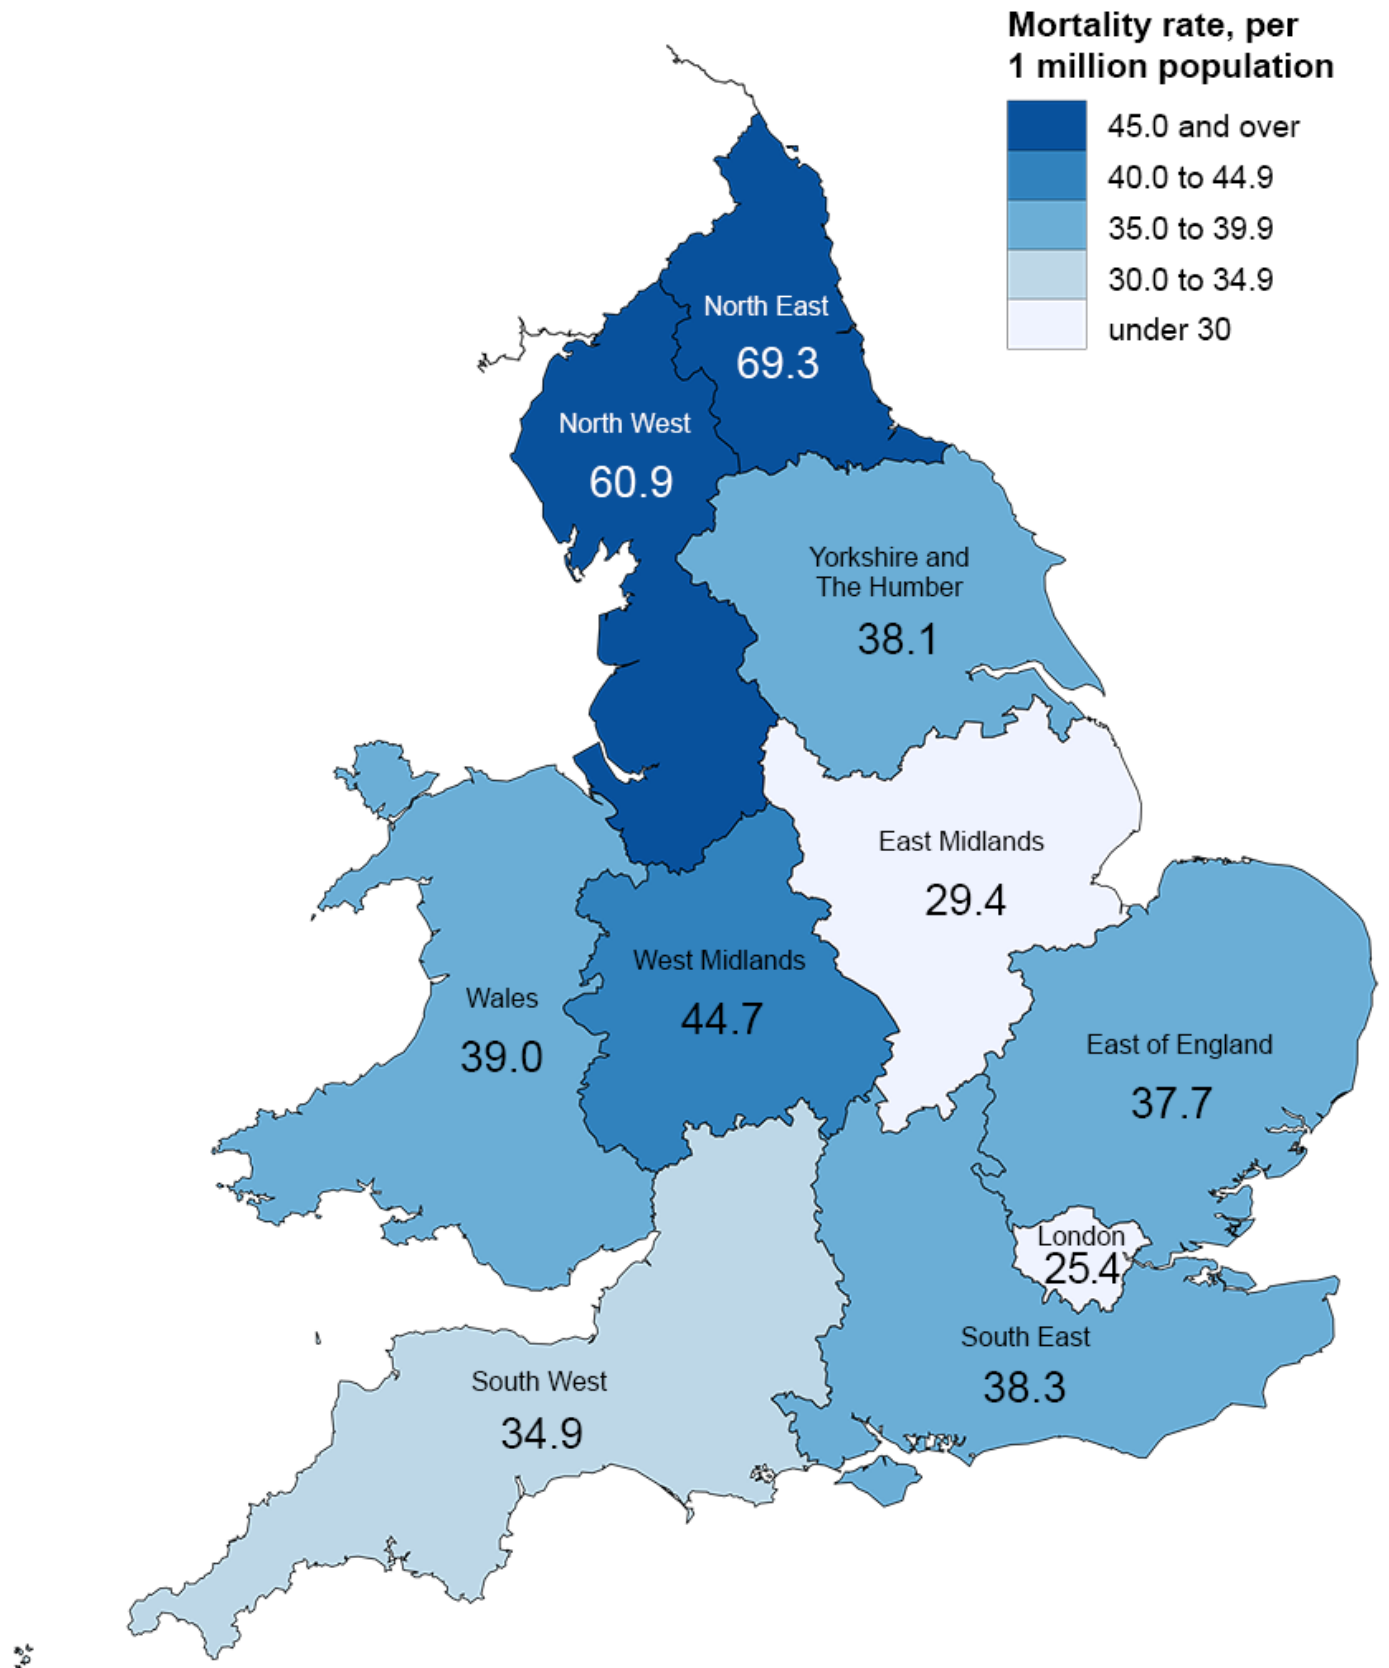 Mortality rate, per
1 million population
45.0 and over
40.0 to 44.9
35.0 to 39.9
30.0 to 34.9
under 30
North East
69.3
North West
60.9
Yorkshire and
The Humber
38.1
East Midlands
29.4
West Midlands
44.7
Wales
39.0
East of England
37.7
London
25.4
South East
38.3
South West
34.9